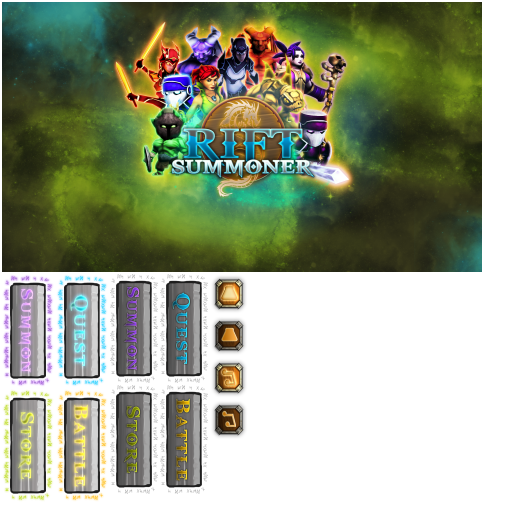 RIFT
SUMMONER
SUMMON
QUEST
SUMMON
QUEST
STORE
BATTLE
STORE
BATTLE